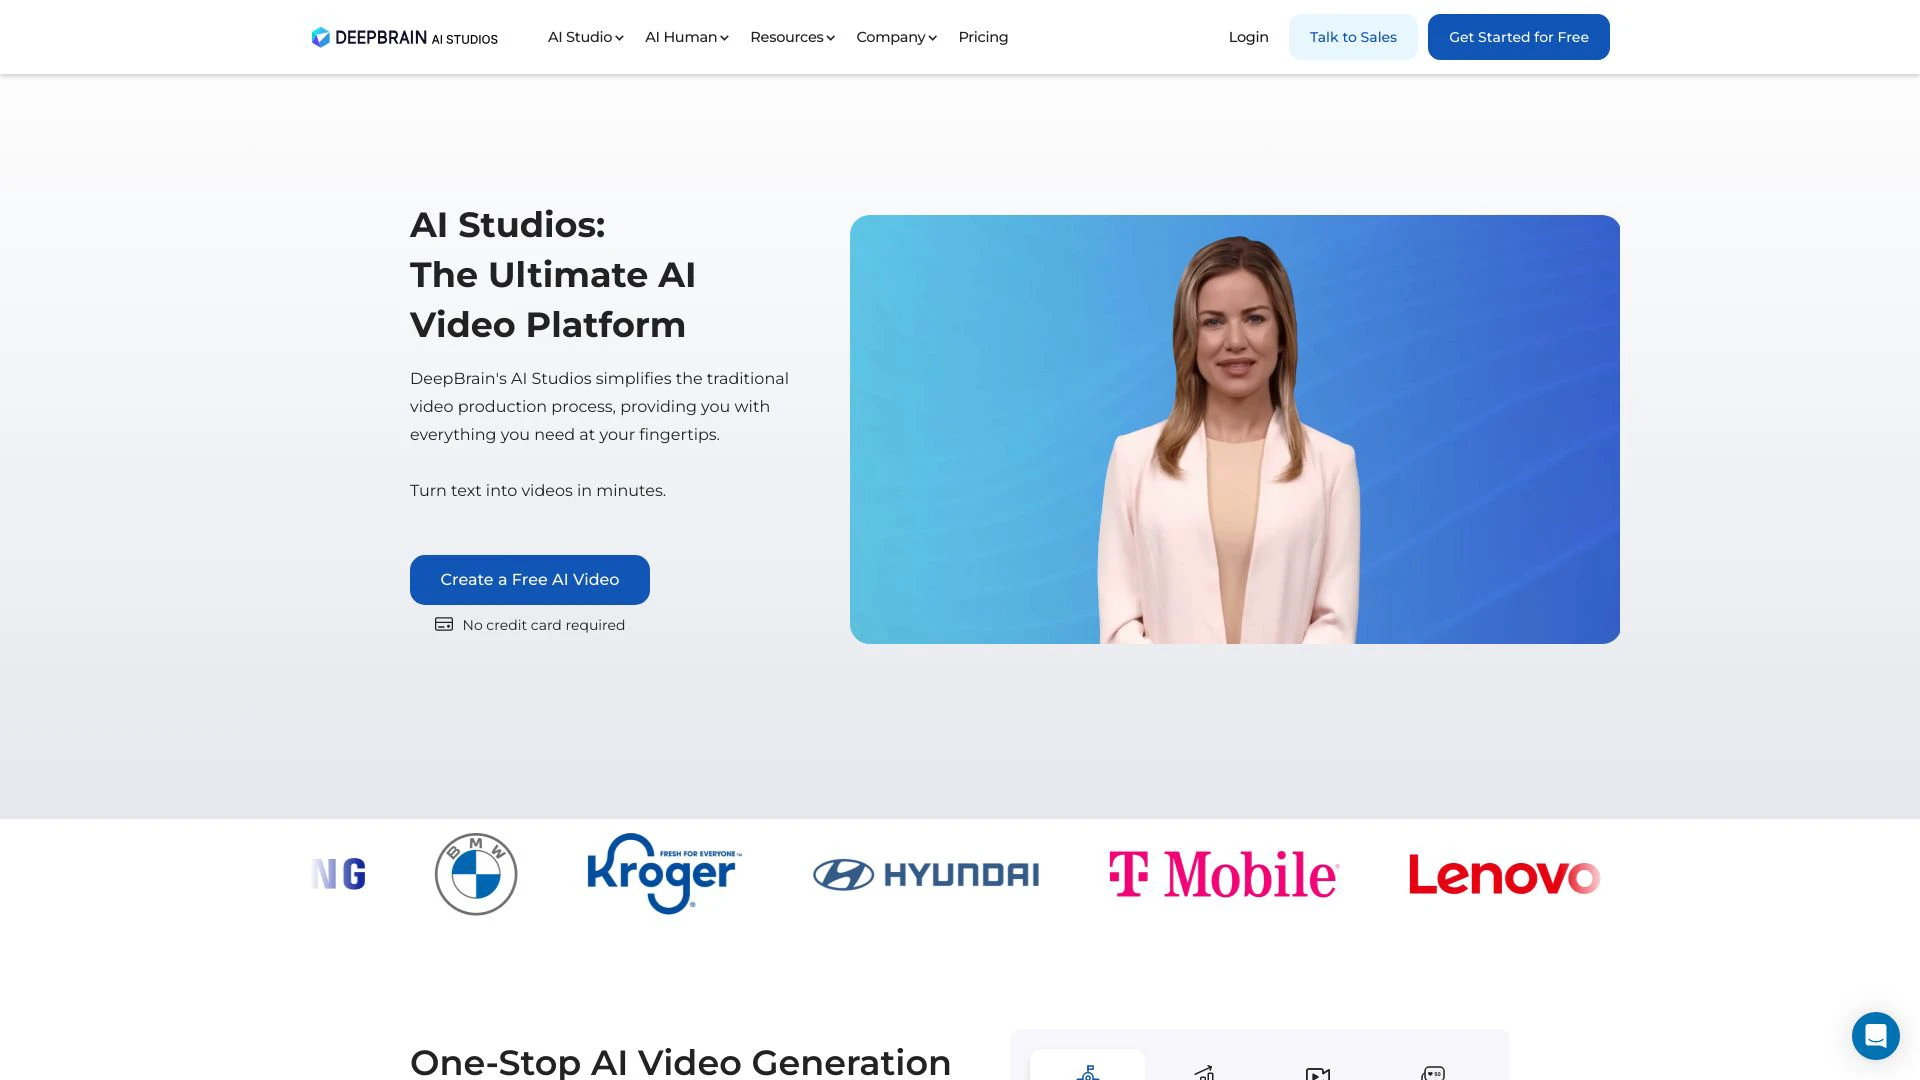 DEEPBRAIN AI STUDIOS
AI Studio
AI Human
Resources
Company
Pricing
Login
Talk to Sales
Get Started for Free
AI Studios:
The Ultimate AI
Video Platform
DeepBrain's AI Studios simplifies the traditional
video production process, providing you with
everything you need at your fingertips.
Turn text into videos in minutes.
Create a Free AI Video
No credit card required
NG
BMW
Kroger
FRESH FOR EVERYONE™
HYUNDAI
T Mobile
Lenovo
One-Stop AI Video Generation
50